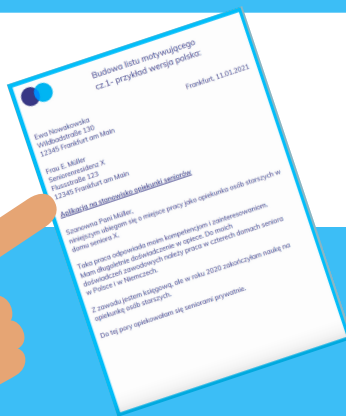 Budowa listu motywującego
cz.1- przykład wersja polska:
Frankfurt, 11.01.2021
Ewa Nowakowska
Wildbadstraße 130
12345 Frankfurt am Main
Frau E. Müller
Seniorenresidenz X
Flussstraße 123
12345 Frankfurt am Main
Aplikacja na stanowisko opiekunki seniorów
Szanowna Pani Müller,
niniejszym ubiegam się o miejsce pracy jako opiekunka osób starszych w
domu seniora X.
Taka praca odpowiada moim kompetencjom i zainteresowaniom.
Mam długoletnie doświadczenie w opiece. Do moich
doświadczeń zawodowych należy praca w czterech domach seniora
w Polsce i w Niemczech.
Z zawodu jestem księgową, ale w roku 2020 zakończyłam naukę na
opiekunkę osób starszych.
Do tej pory opiekowałam się seniorami prywatnie.